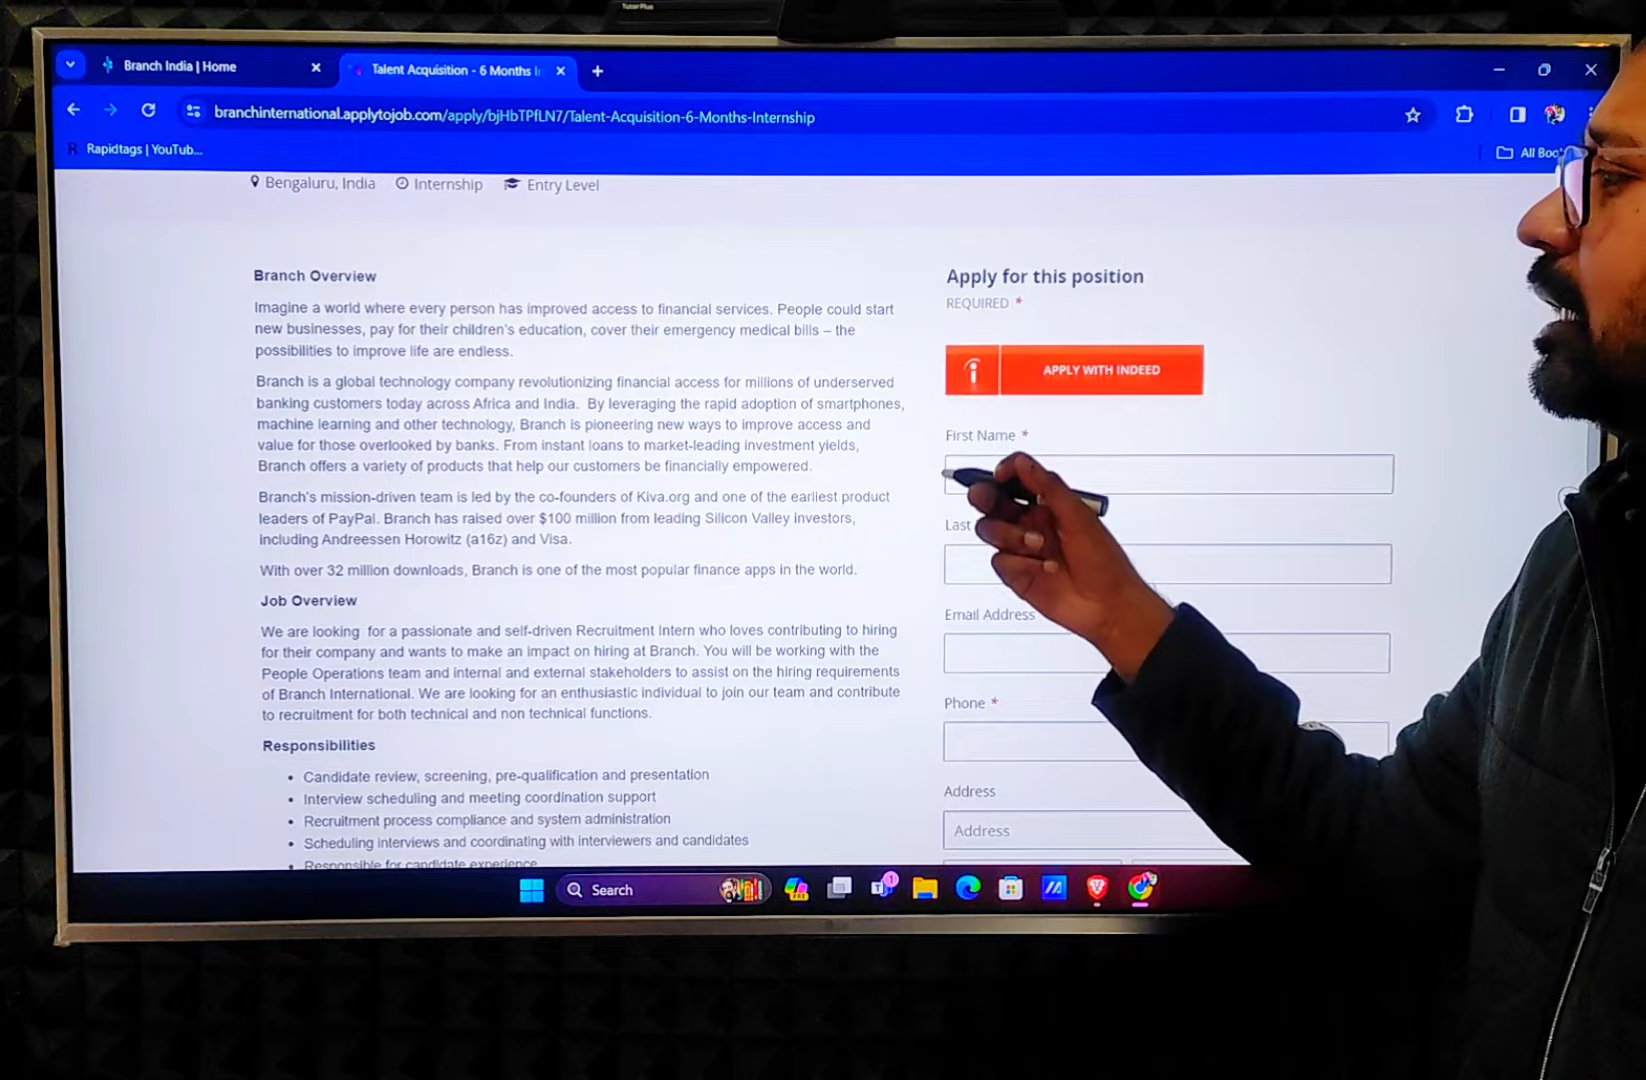 TutorPlus
Branch India | Home
Talent Acquisition - 6 Months
branchinternational.applytojob.com/apply/bjHbTPfLN7/Talent-Acquisition-6-Months-Internship
Rapidtags | YouTub...
All
Bengaluru, India Internship Entry Level
Branch Overview
Imagine a world where every person has improved access to financial services. People could start
new businesses, pay for their children's education, cover their emergency medical bills – the
possibilities to improve life are endless.
Branch is a global technology company revolutionizing financial access for millions of underserved
banking customers today across Africa and India. By leveraging the rapid adoption of smartphones,
machine learning and other technology, Branch is pioneering new ways to improve access and
value for those overlooked by banks. From instant loans to market-leading investment yields,
Branch offers a variety of products that help our customers be financially empowered.
Branch's mission-driven team is led by the co-founders of Kiva.org and one of the earliest product
leaders of PayPal. Branch has raised over $100 million from leading Silicon Valley investors,
including Andreessen Horowitz (a16z) and Visa.
With over 32 million downloads, Branch is one of the most popular finance apps in the world.
Job Overview
We are looking for a passionate and self-driven Recruitment Intern who loves contributing to hiring
for their company and wants to make an impact on hiring at Branch. You will be working with the
People Operations team and internal and external stakeholders to assist on the hiring requirements
of Branch International. We are looking for an enthusiastic individual to join our team and contribute
to recruitment for both technical and non technical functions.
Responsibilities
• Candidate review, screening, pre-qualification and presentation
• Interview scheduling and meeting coordination support
• Recruitment process compliance and system administration
• Scheduling interviews and coordinating with interviewers and candidates
• Responsible for candidate experience
Apply for this position
REQUIRED *
APPLY WITH INDEED
First Name *
Last
Email Address
Phone *
Address
Address
Search
PRE
1